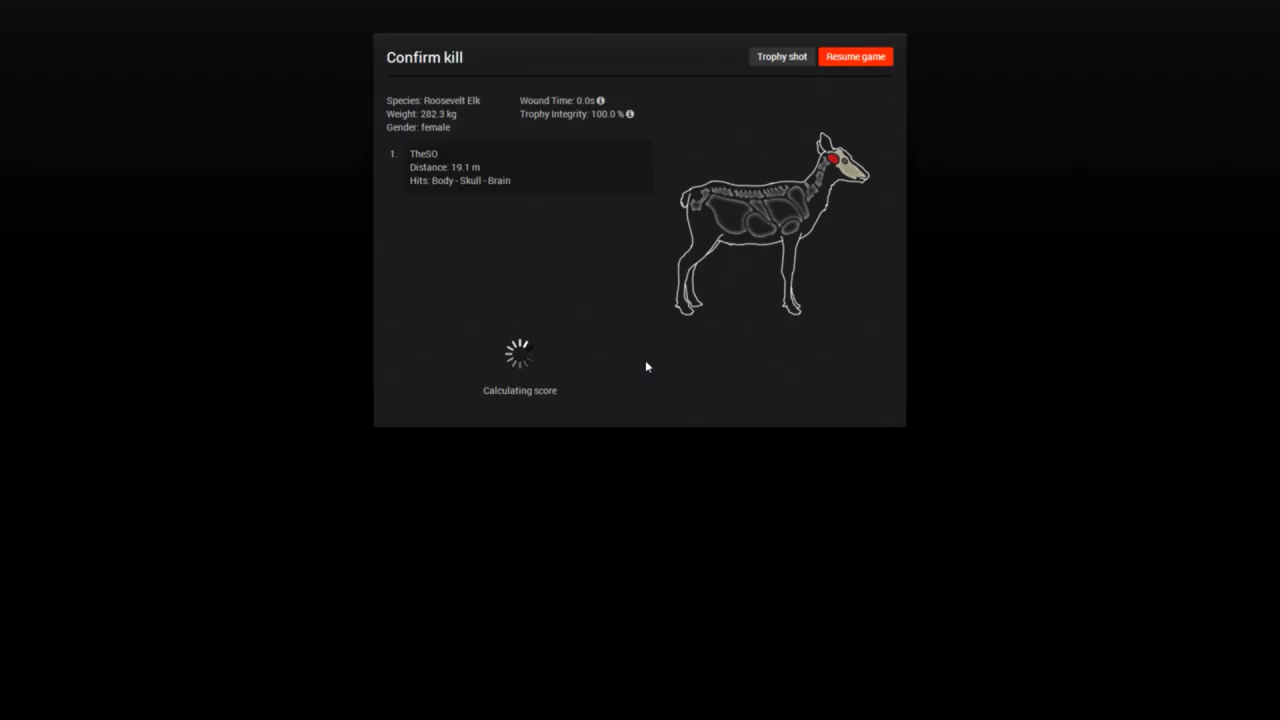 Confirm kill
Trophy shot
Resume game
Species: Roosevelt Elk
Weight: 282.3 kg
Gender: female
Wound Time: 0.0s
Trophy Integrity: 100.0 %
1. TheSO
Distance: 19.1 m
Hits: Body - Skull - Brain
Calculating score